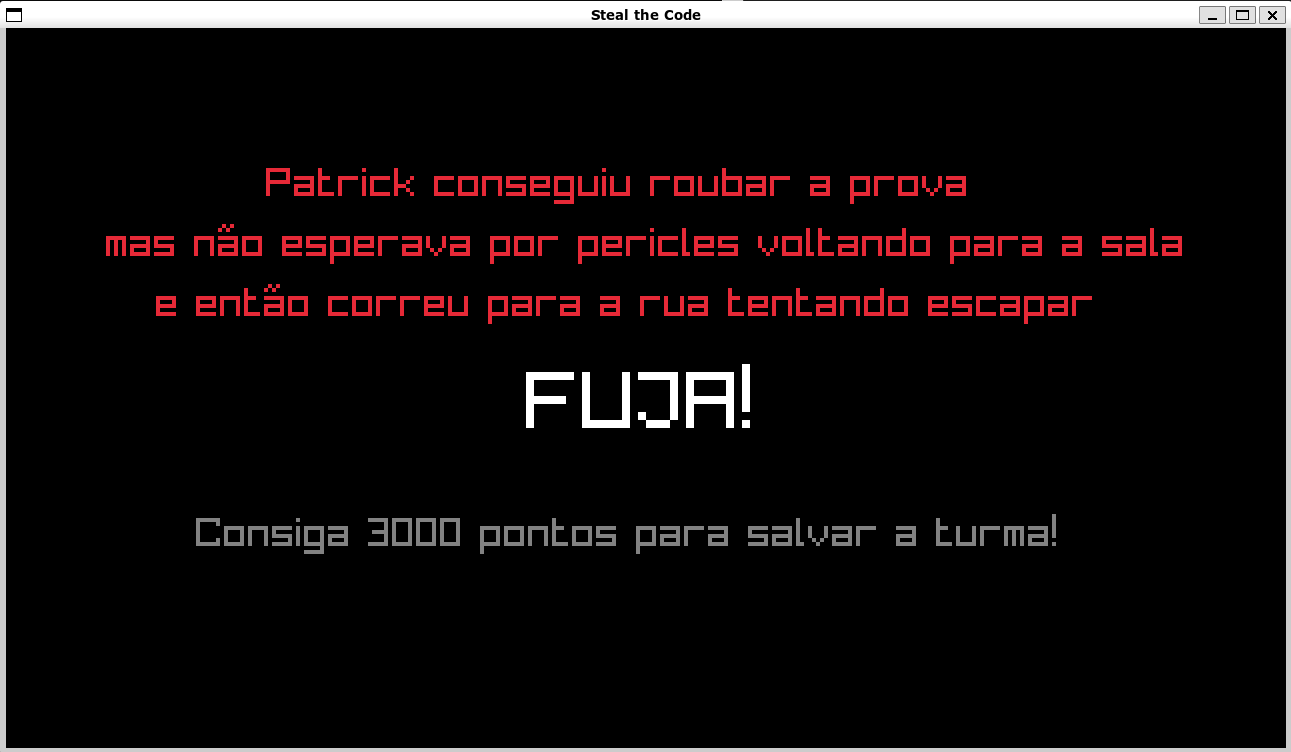 Steal the Code
Patrick conseguiu roubar a prova
mas não esperava por pericles voltando para a sala
e então correu para a rua tentando escapar
FUJA!
Consiga 3000 pontos para salvar a turma!